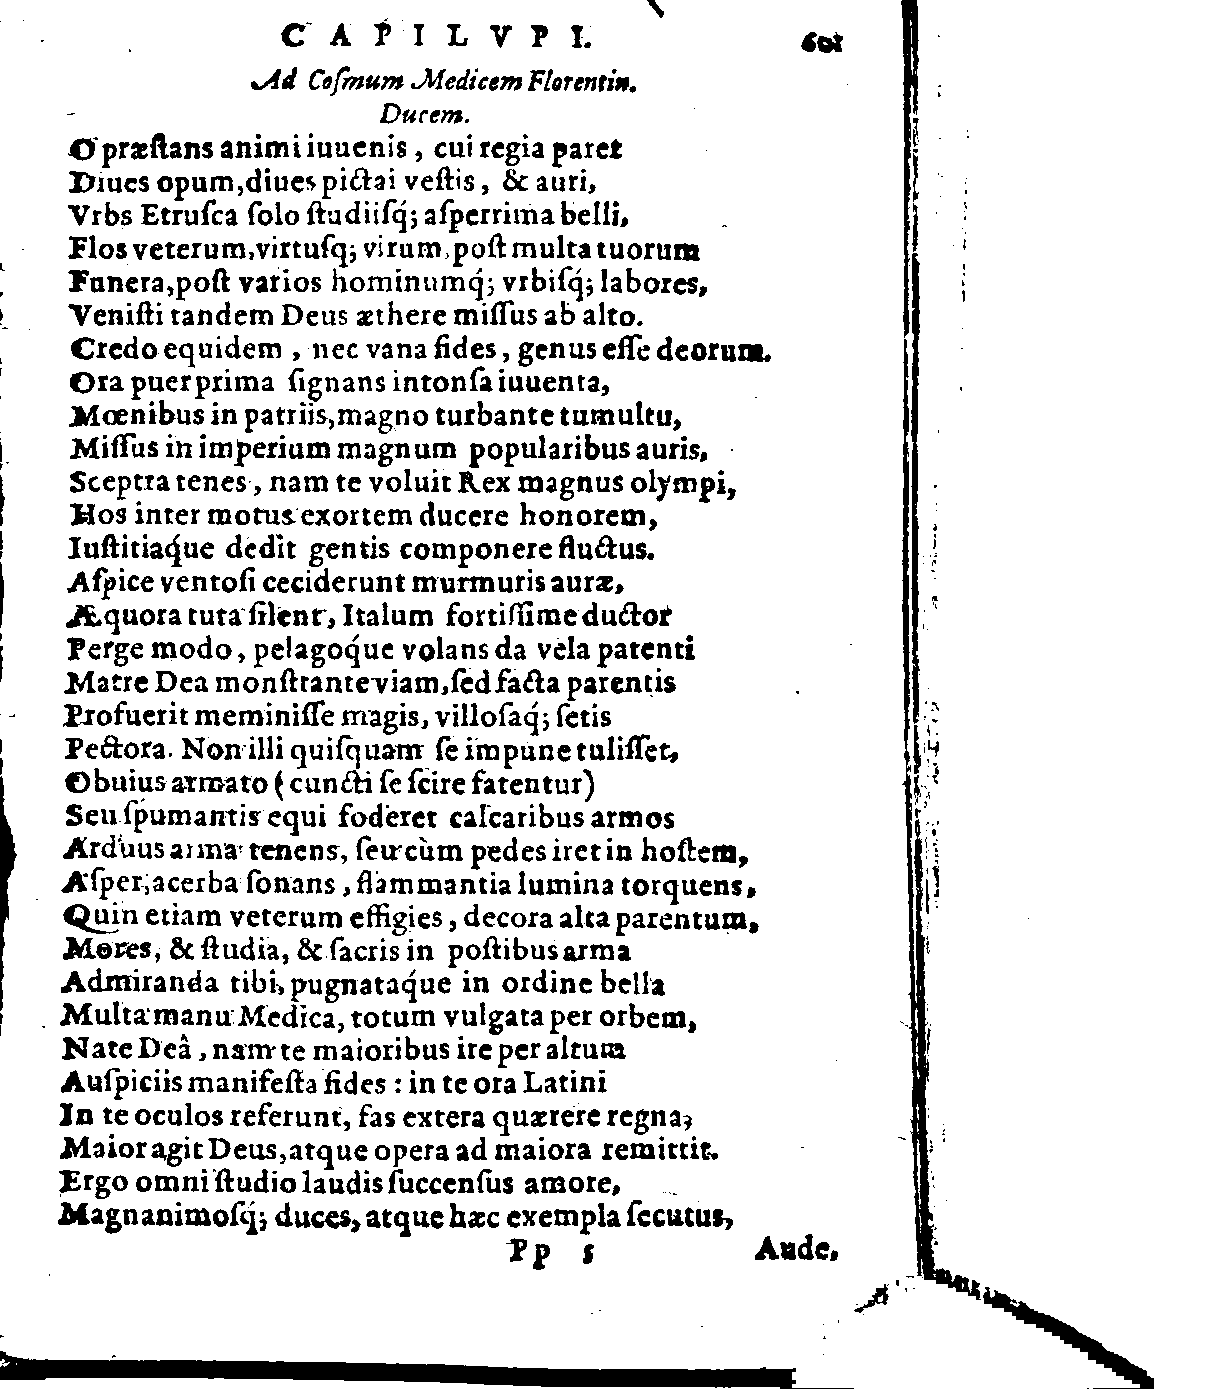 CAPILVPI. 601
Ad Coſmum Medicem Florentin.
Ducem.
O præſtans animi iuuenis, cui regia paret
Diues opum, diues pictai veſtis, & auri,
Vrbs Etruſca ſolo ſtudiiſq́; aſperrima belli,
Flos veterum, virtuſq; virum, poſt multa tuorum
Funera, poſt varios hominumq́; vrbiſq́; labores,
Veniſti tandem Deus æthere miſſus ab alto.
Credo equidem, nec vana fides, genus eſſe deorum.
Ora puer prima ſignans intonſa iuuenta,
Mœnibus in patriis, magno turbante tumultu,
Miſſus in imperium magnum popularibus auris,
Sceptra tenes, nam te voluit Rex magnus olympi,
Hos inter motus exortem ducere honorem,
Iuſtitiaq́ue dedit gentis componere fluctus.
Aſpice ventoſi ceciderunt murmuris auræ,
Æquora tuta ſilent, Italum fortiſſime ductor
Perge modo, pelagoq́ue volans da vela patenti
Matre Dea monſtrante viam, ſed facta parentis
Profuerit meminiſſe magis, villoſaq́; ſetis
Pectora. Non illi quiſquam ſe impune tuliſſet,
Obuius armato (cuncti ſe ſcire fatentur)
Seu ſpumantis equi foderet calcaribus armos
Arduus arma tenens, ſeu cùm pedes iret in hoſtem,
Aſper, acerba ſonans, flammantia lumina torquens,
Quin etiam veterum effigies, decora alta parentum,
Mores, & ſtudia, & ſacris in poſtibus arma
Admiranda tibi, pugnataq́ue in ordine bella
Multa manu Medica, totum vulgata per orbem,
Nate Deâ, nam te maioribus ire per altum
Auſpiciis manifeſta fides: in te ora Latini
In te oculos referunt, fas extera quærere regna,
Maior agit Deus, atque opera ad maiora remittit.
Ergo omni ſtudio laudis ſuccenſus amore,
Magnanimoſq́; duces, atque hæc exempla ſecutus,
Pp 5 Aude,